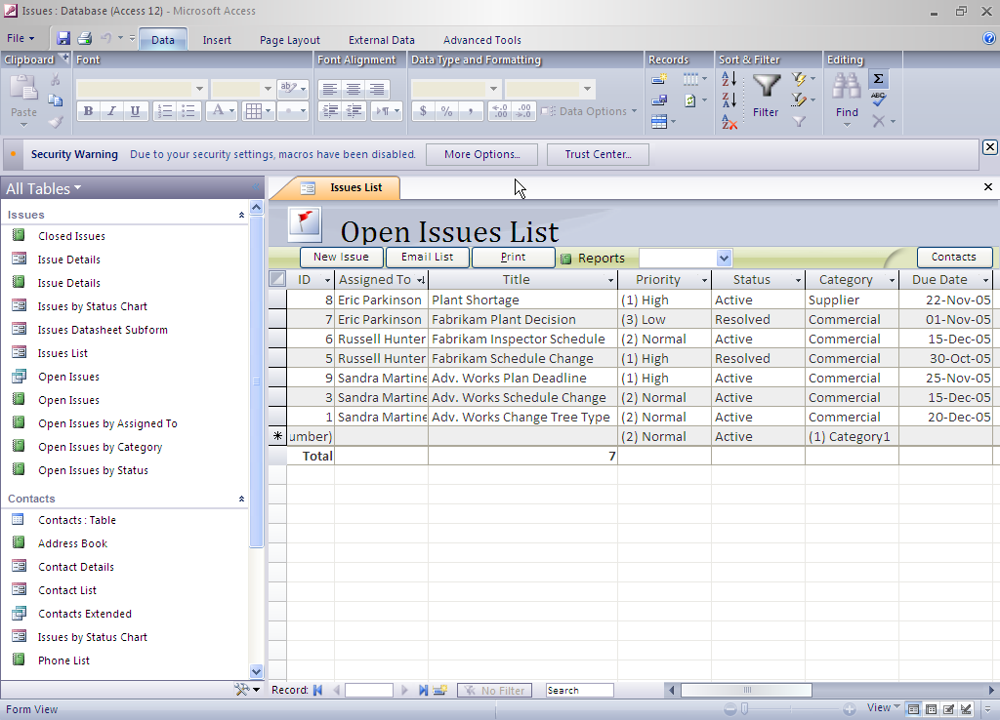 Issues : Database (Access 12) - Microsoft Access
File Data Insert Page Layout External Data Advanced Tools
Clipboard Font Font Alignment Data Type and Formatting Records Sort & Filter Editing
Paste
ab
B I U A $ % , .00 .0 Data Options Filter Find Σ ABC
Security Warning Due to your security settings, macros have been disabled. More Options... Trust Center...
All Tables
Issues List
Issues
Closed Issues
Issue Details
Issue Details
Issues by Status Chart
Issues Datasheet Subform
Issues List
Open Issues
Open Issues
Open Issues by Assigned To
Open Issues by Category
Open Issues by Status
Contacts
Contacts : Table
Address Book
Contact Details
Contact List
Contacts Extended
Issues by Status Chart
Phone List
Open Issues List
New Issue Email List Print Reports Contacts
ID Assigned To Title Priority Status Category Due Date
8 Eric Parkinson Plant Shortage (1) High Active Supplier 22-Nov-05
7 Eric Parkinson Fabrikam Plant Decision (3) Low Resolved Commercial 01-Nov-05
6 Russell Hunter Fabrikam Inspector Schedule (2) Normal Active Commercial 15-Dec-05
5 Russell Hunter Fabrikam Schedule Change (1) High Resolved Commercial 30-Oct-05
9 Sandra Martine Adv. Works Plan Deadline (1) High Active Commercial 25-Nov-05
3 Sandra Martine Adv. Works Schedule Change (2) Normal Active Commercial 15-Dec-05
1 Sandra Martine Adv. Works Change Tree Type (2) Normal Active Commercial 20-Dec-05
* umber) (2) Normal Active (1) Category1
Total 7
Record: No Filter Search
Form View View